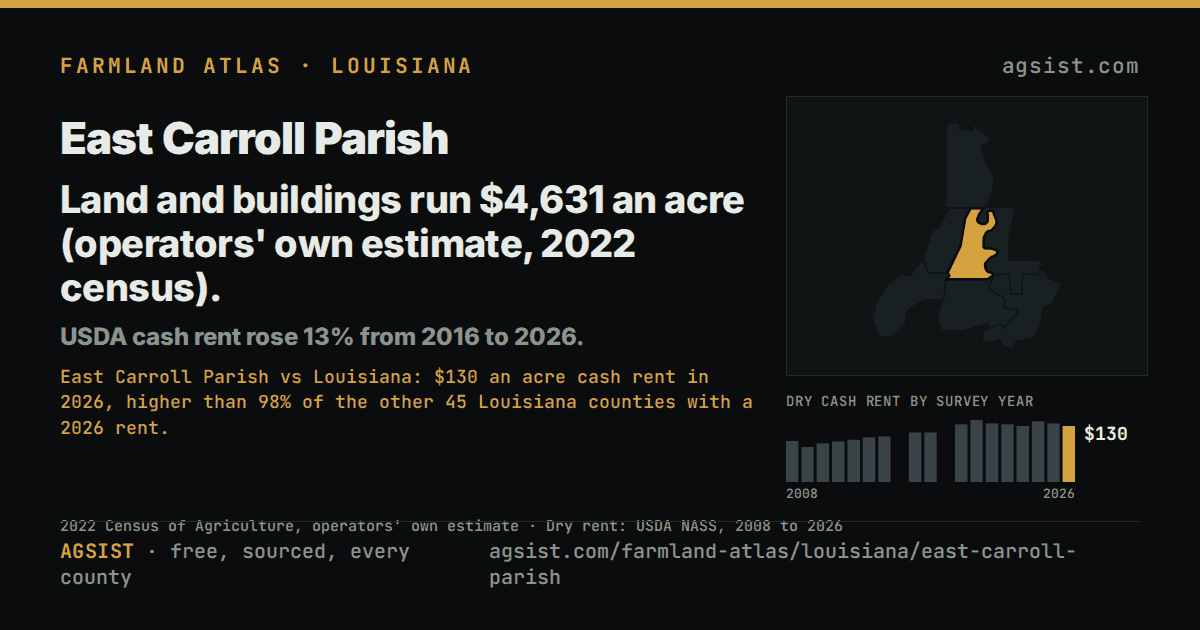 FARMLAND ATLAS · LOUISIANA
agsist.com
East Carroll Parish
Land and buildings run $4,631 an acre
(operators' own estimate, 2022
census).
USDA cash rent rose 13% from 2016 to 2026.
East Carroll Parish vs Louisiana: $130 an acre cash rent in
2026, higher than 98% of the other 45 Louisiana counties with a
2026 rent.
DRY CASH RENT BY SURVEY YEAR
$130
2008
2026
2022 Census of Agriculture, operators' own estimate · Dry rent: USDA NASS, 2008 to 2026
AGSIST · free, sourced, every
county
agsist.com/farmland-atlas/louisiana/east-carroll-
parish